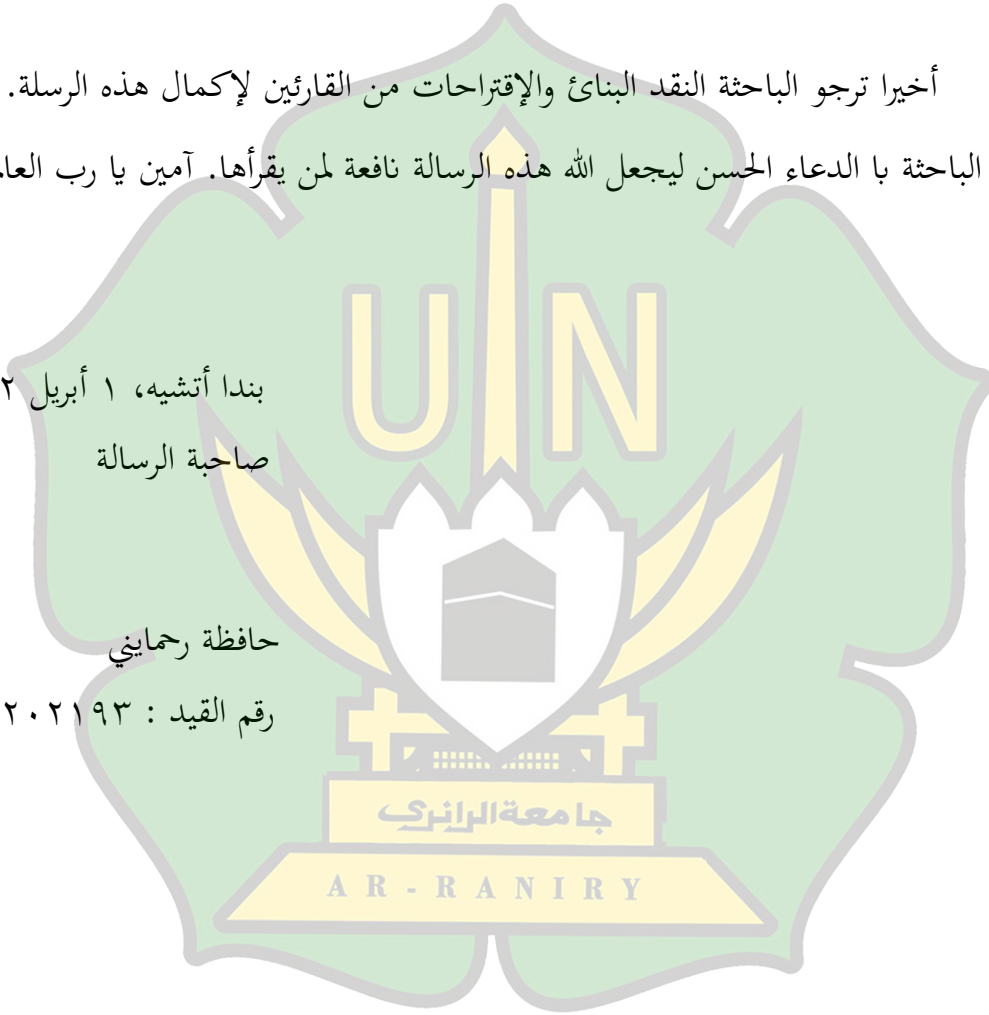 أخيرا ترجو الباحثة النقد البنائ والإقتراحات من القارئين لإكمال هذه الرسلة.
الباحثة با الدعاء الحسن ليجعل الله هذه الرسالة نافعة لمن يقرأها. آمين يا رب
UIN
بندا أتشيه، ١ أبريل
صاحبة الرسالة
حافظة رحمايني
رقم القيد :
جامعة الرانري
AR-RANIRY